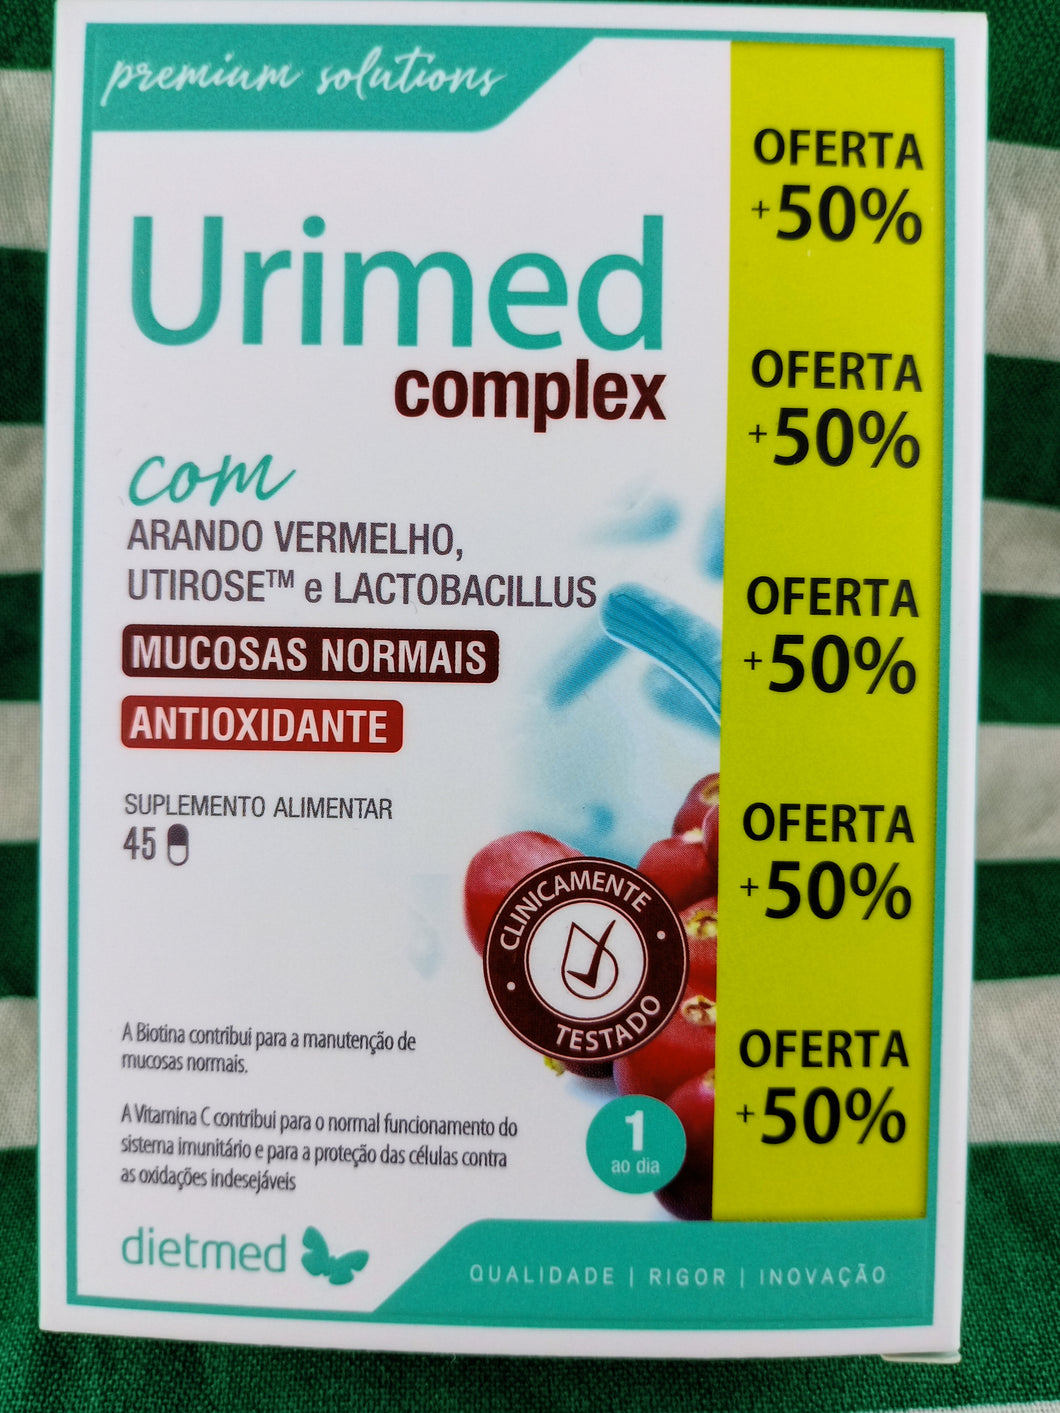 premium solutions
Urimed
complex
com
ARANDO VERMELHO,
UTIROSE™ e LACTOBACILLUS
MUCOSAS NORMAIS
ANTIOXIDANTE
SUPLEMENTO ALIMENTAR
45
CLINICAMENTE
TESTADO
A Biotina contribui para a manutenção de
mucosas normais.
A Vitamina C contribui para o normal funcionamento do
sistema imunitário e para a proteção das células contra
as oxidações indesejáveis
1
ao dia
dietmed
QUALIDADE | RIGOR | INOVAÇÃO
OFERTA
+50%
OFERTA
+50%
OFERTA
+50%
OFERTA
+50%
OFERTA
+50%